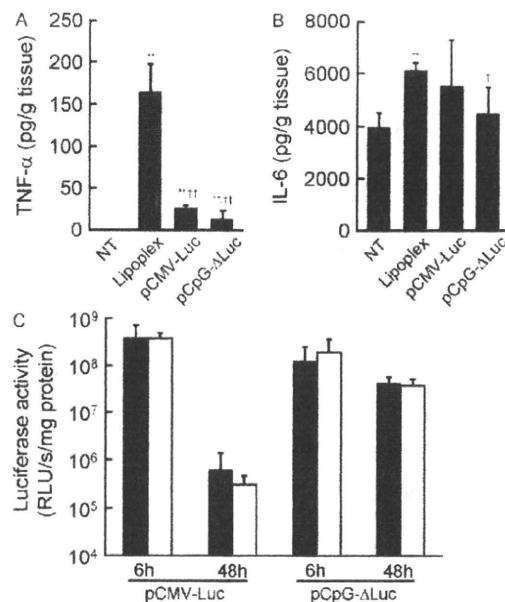 A
TNF-α (pg/g tissue)
250
200
150
100
50
0
**
**††
**††
NT
Lipoplex
pCMV-Luc
pCpG-ΔLuc
B
IL-6 (pg/g tissue)
8000
6000
4000
2000
0
**
†
NT
Lipoplex
pCMV-Luc
pCpG-ΔLuc
C
Luciferase activity
(RLU/s/mg protein)
10⁹
10⁸
10⁷
10⁶
10⁵
10⁴
6h 48h 6h 48h
pCMV-Luc pCpG-ΔLuc